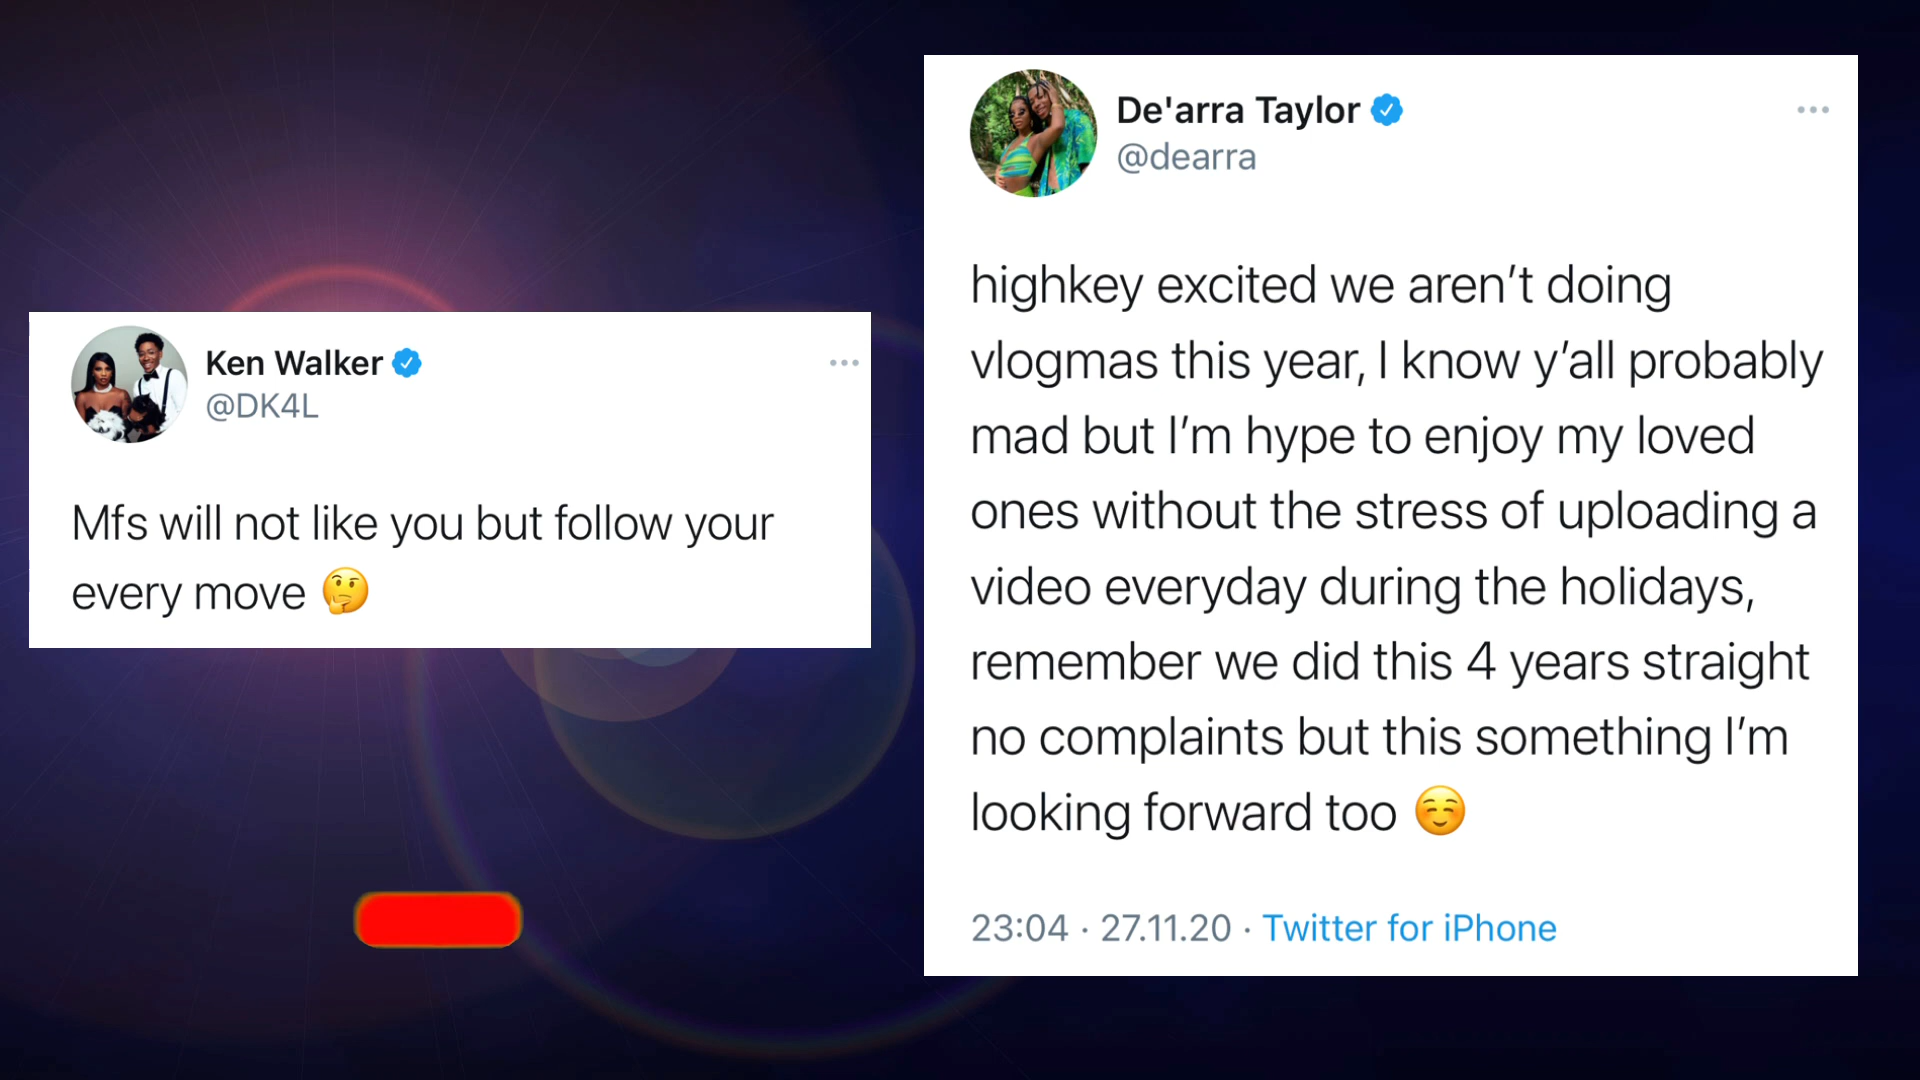 Ken Walker
@DK4L
Mfs will not like you but follow your
every move 🤔
De'arra Taylor
@dearra
highkey excited we aren’t doing
vlogmas this year, I know y’all probably
mad but I’m hype to enjoy my loved
ones without the stress of uploading a
video everyday during the holidays,
remember we did this 4 years straight
no complaints but this something I’m
looking forward too ☺️
23:04 · 27.11.20 · Twitter for iPhone